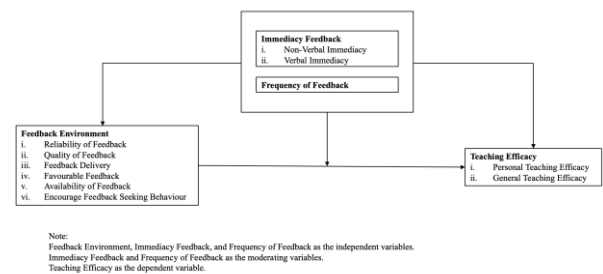 Immediacy Feedback
i. Non-Verbal Immediacy
ii. Verbal Immediacy
Frequency of Feedback
Feedback Environment
i. Reliability of Feedback
ii. Quality of Feedback
iii. Feedback Delivery
iv. Favourable Feedback
v. Availability of Feedback
vi. Encourage Feedback Seeking Behaviour
Teaching Efficacy
i. Personal Teaching Efficacy
ii. General Teaching Efficacy
Note:
Feedback Environment, Immediacy Feedback, and Frequency of Feedback as the independent variables.
Immediacy Feedback and Frequency of Feedback as the moderating variables.
Teaching Efficacy as the dependent variable.